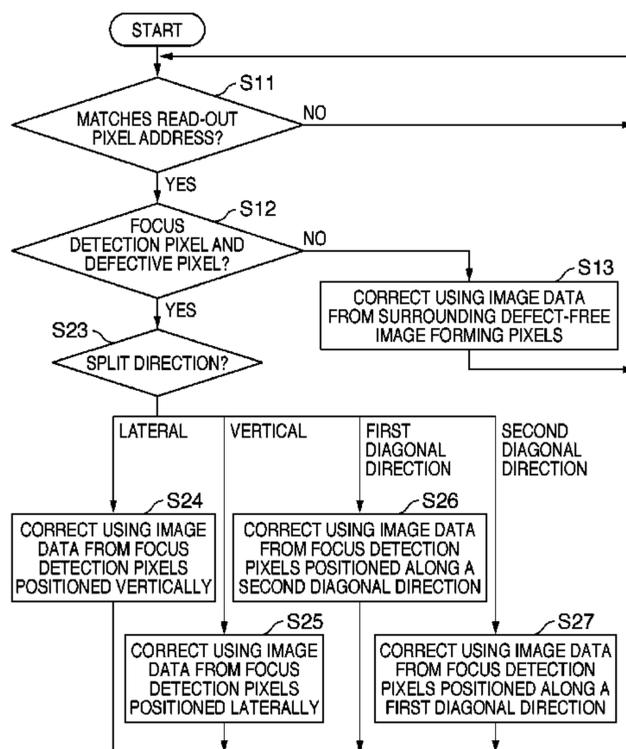 START
S11
MATCHES READ-OUT
PIXEL ADDRESS?
NO
YES
S12
FOCUS
DETECTION PIXEL AND
DEFECTIVE PIXEL?
NO
YES
S13
CORRECT USING IMAGE DATA
FROM SURROUNDING DEFECT-FREE
IMAGE FORMING PIXELS
S23
SPLIT DIRECTION?
LATERAL
VERTICAL
FIRST
DIAGONAL
DIRECTION
SECOND
DIAGONAL
DIRECTION
S24
CORRECT USING IMAGE
DATA FROM FOCUS
DETECTION PIXELS
POSITIONED VERTICALLY
S26
CORRECT USING IMAGE DATA
FROM FOCUS DETECTION
PIXELS POSITIONED ALONG A
SECOND DIAGONAL DIRECTION
S25
CORRECT USING IMAGE
DATA FROM FOCUS
DETECTION PIXELS
POSITIONED LATERALLY
S27
CORRECT USING IMAGE DATA
FROM FOCUS DETECTION
PIXELS POSITIONED ALONG A
FIRST DIAGONAL DIRECTION